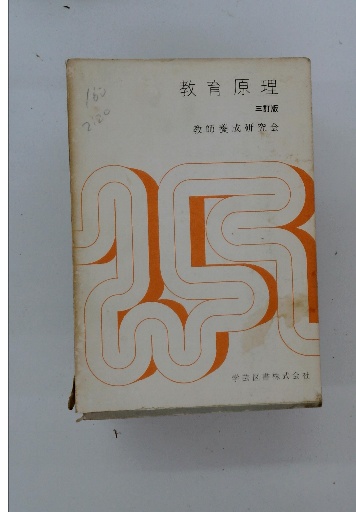 教育原理
三訂版
教師養成研究会
学芸図書株式会社
160